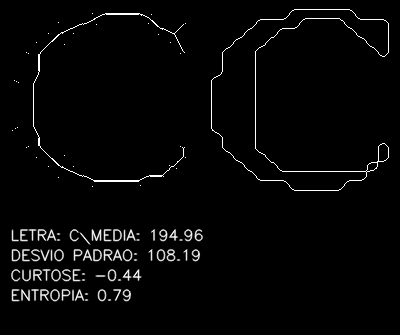 LETRA: C\MEDIA: 194.96
DESVIO PADRAO: 108.19
CURTOSE: -0.44
ENTROPIA: 0.79